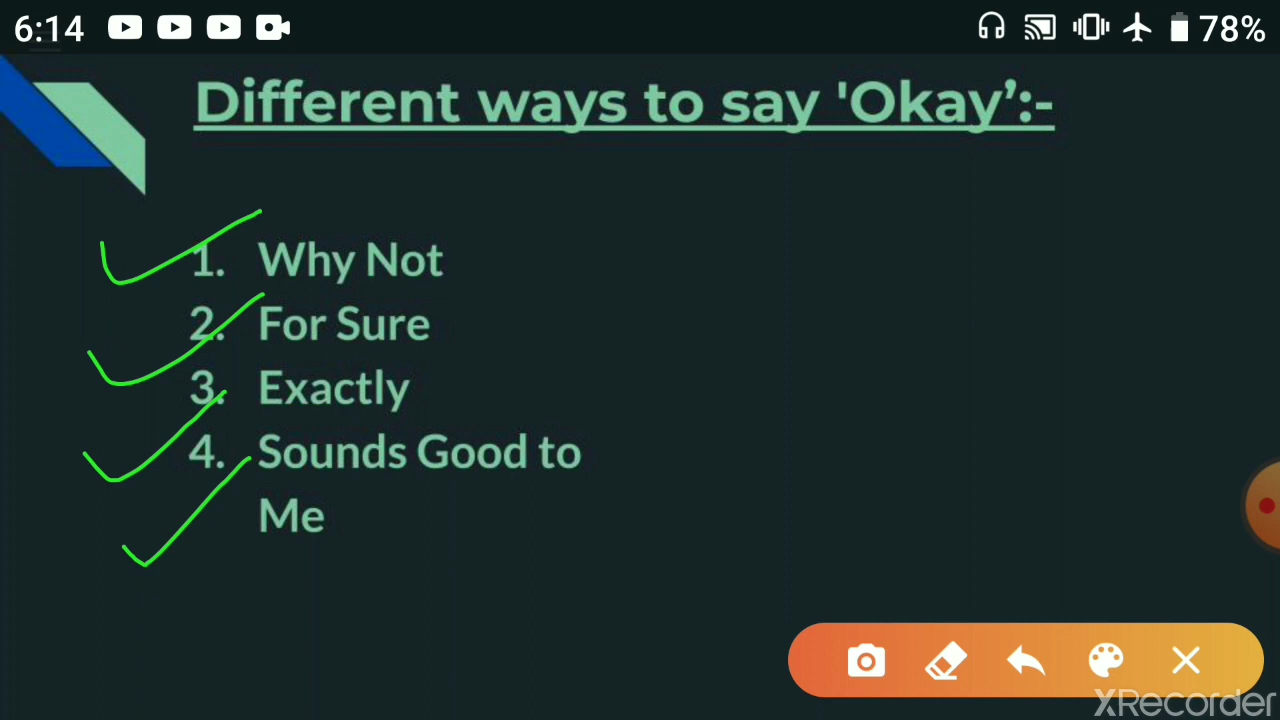 6:14 78%
Different ways to say 'Okay’:-
1. Why Not
2. For Sure
3. Exactly
4. Sounds Good to
Me
XRecorder